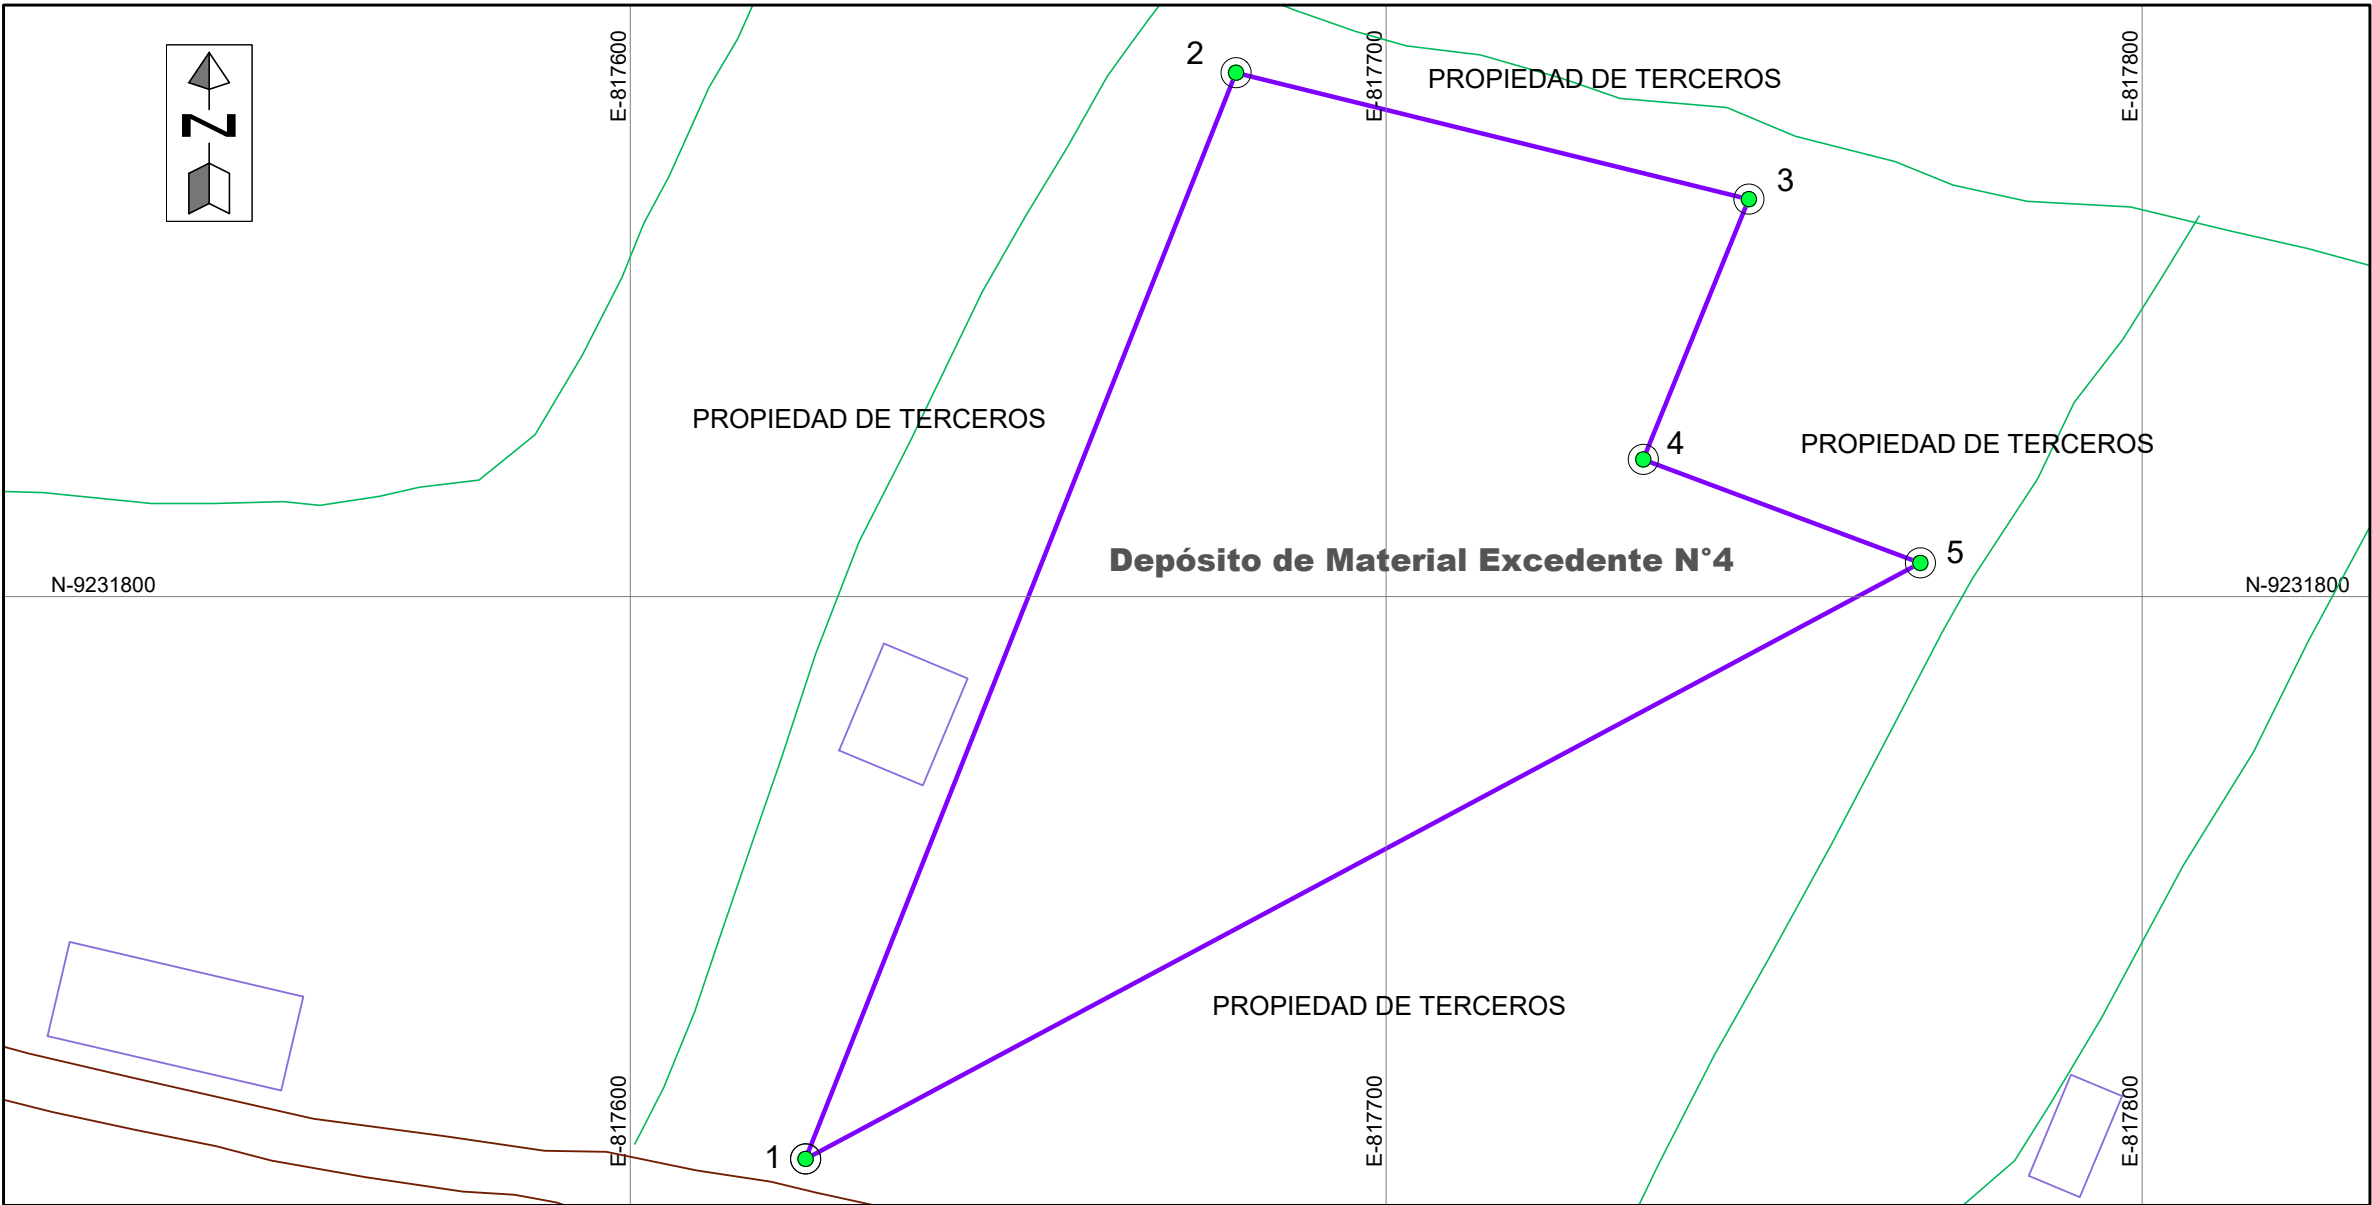 E-817600
E-817700
E-817800
N
2
PROPIEDAD DE TERCEROS
3
PROPIEDAD DE TERCEROS
4
PROPIEDAD DE TERCEROS
5
Depósito de Material Excedente N°4
N-9231800
N-9231800
PROPIEDAD DE TERCEROS
E-817600
E-817700
E-817800
1